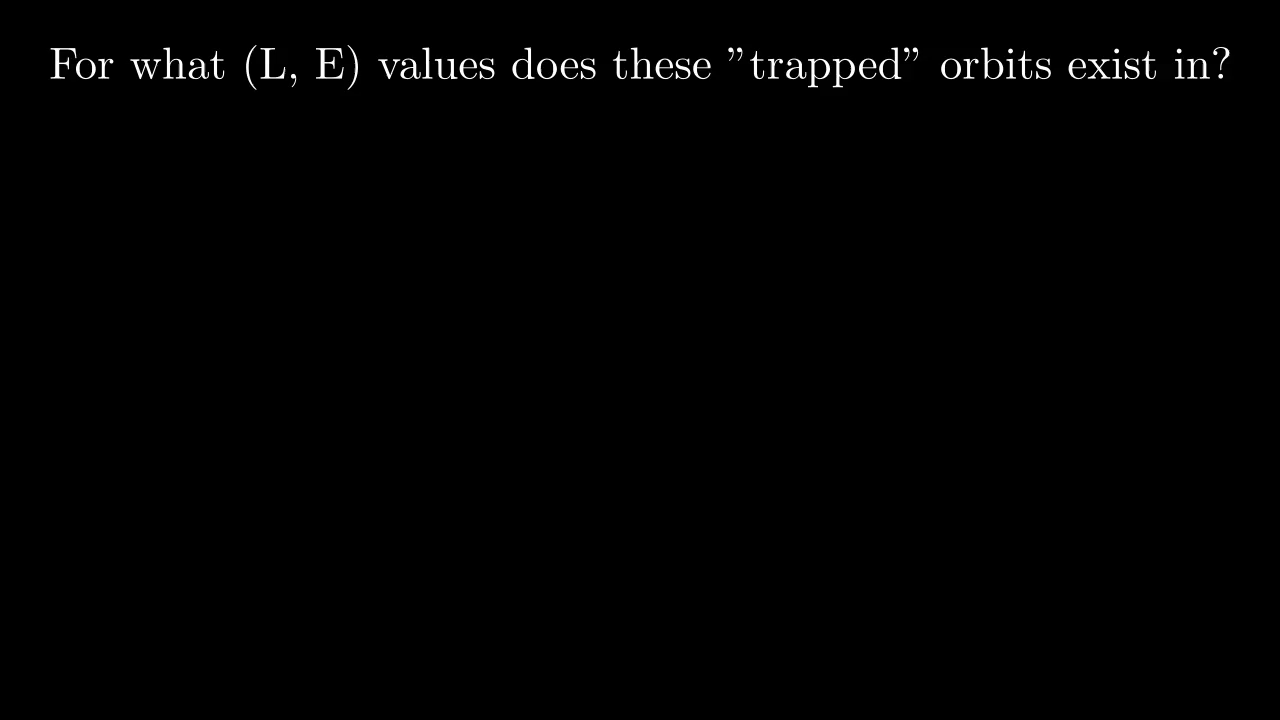 For what (L, E) values does these ”trapped” orbits exist in?